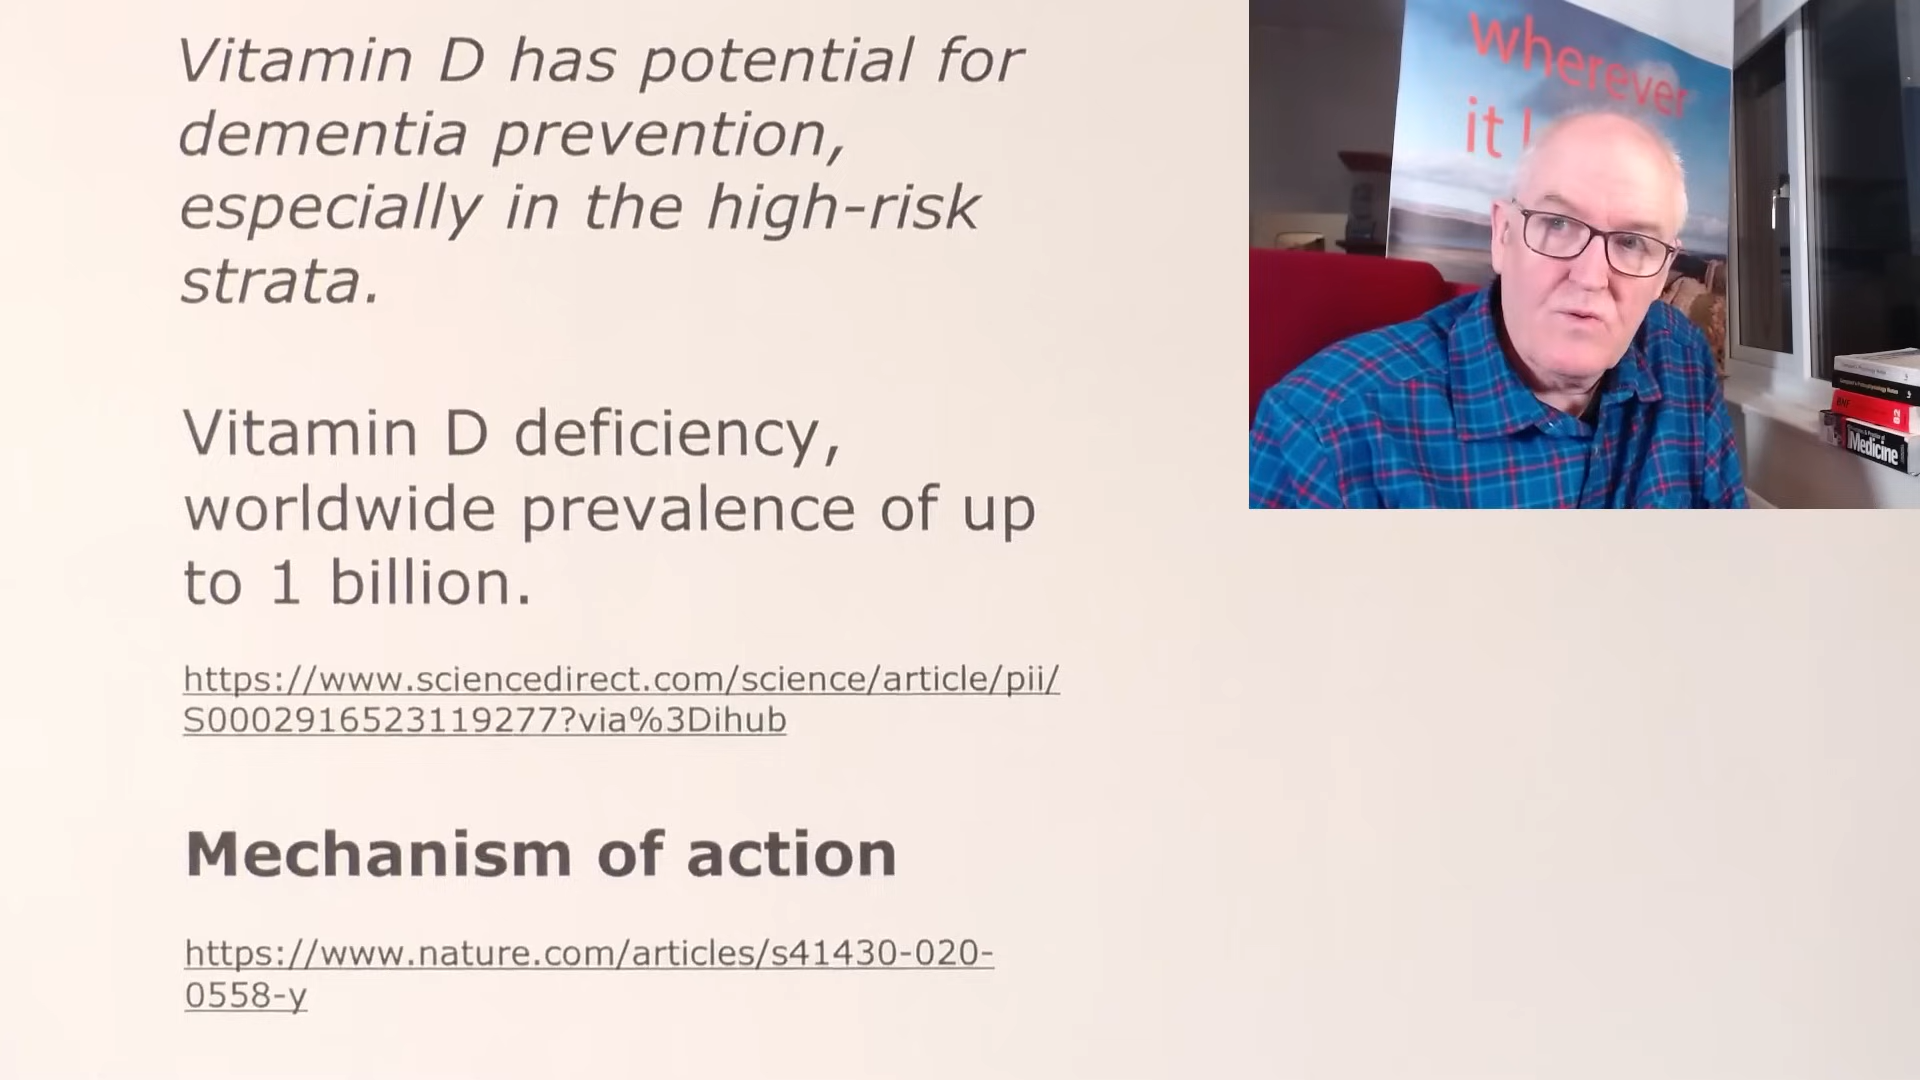 Vitamin D has potential for
dementia prevention,
especially in the high-risk
strata.
Vitamin D deficiency,
worldwide prevalence of up
to 1 billion.
https://www.sciencedirect.com/science/article/pii/
S0002916523119277?via%3Dihub
Mechanism of action
https://www.nature.com/articles/s41430-020-
0558-y
wherever
it
BNF
82
Medicine